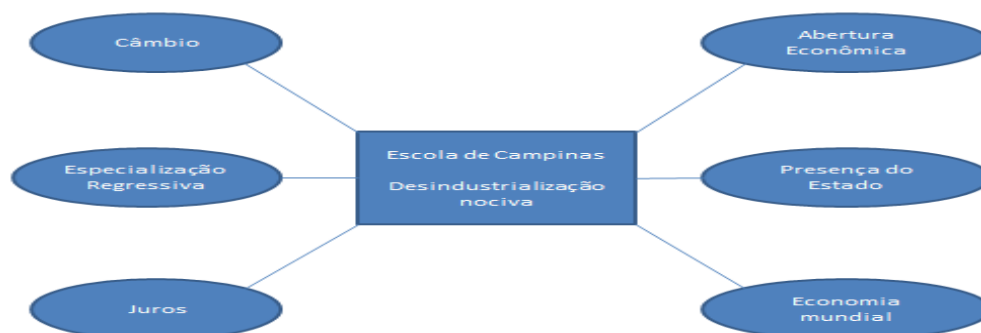 Câmbio
Abertura
Econômica
Escola de Campinas
Desindustrialização
nociva
Especialização
Regressiva
Presença do
Estado
Juros
Economia
mundial